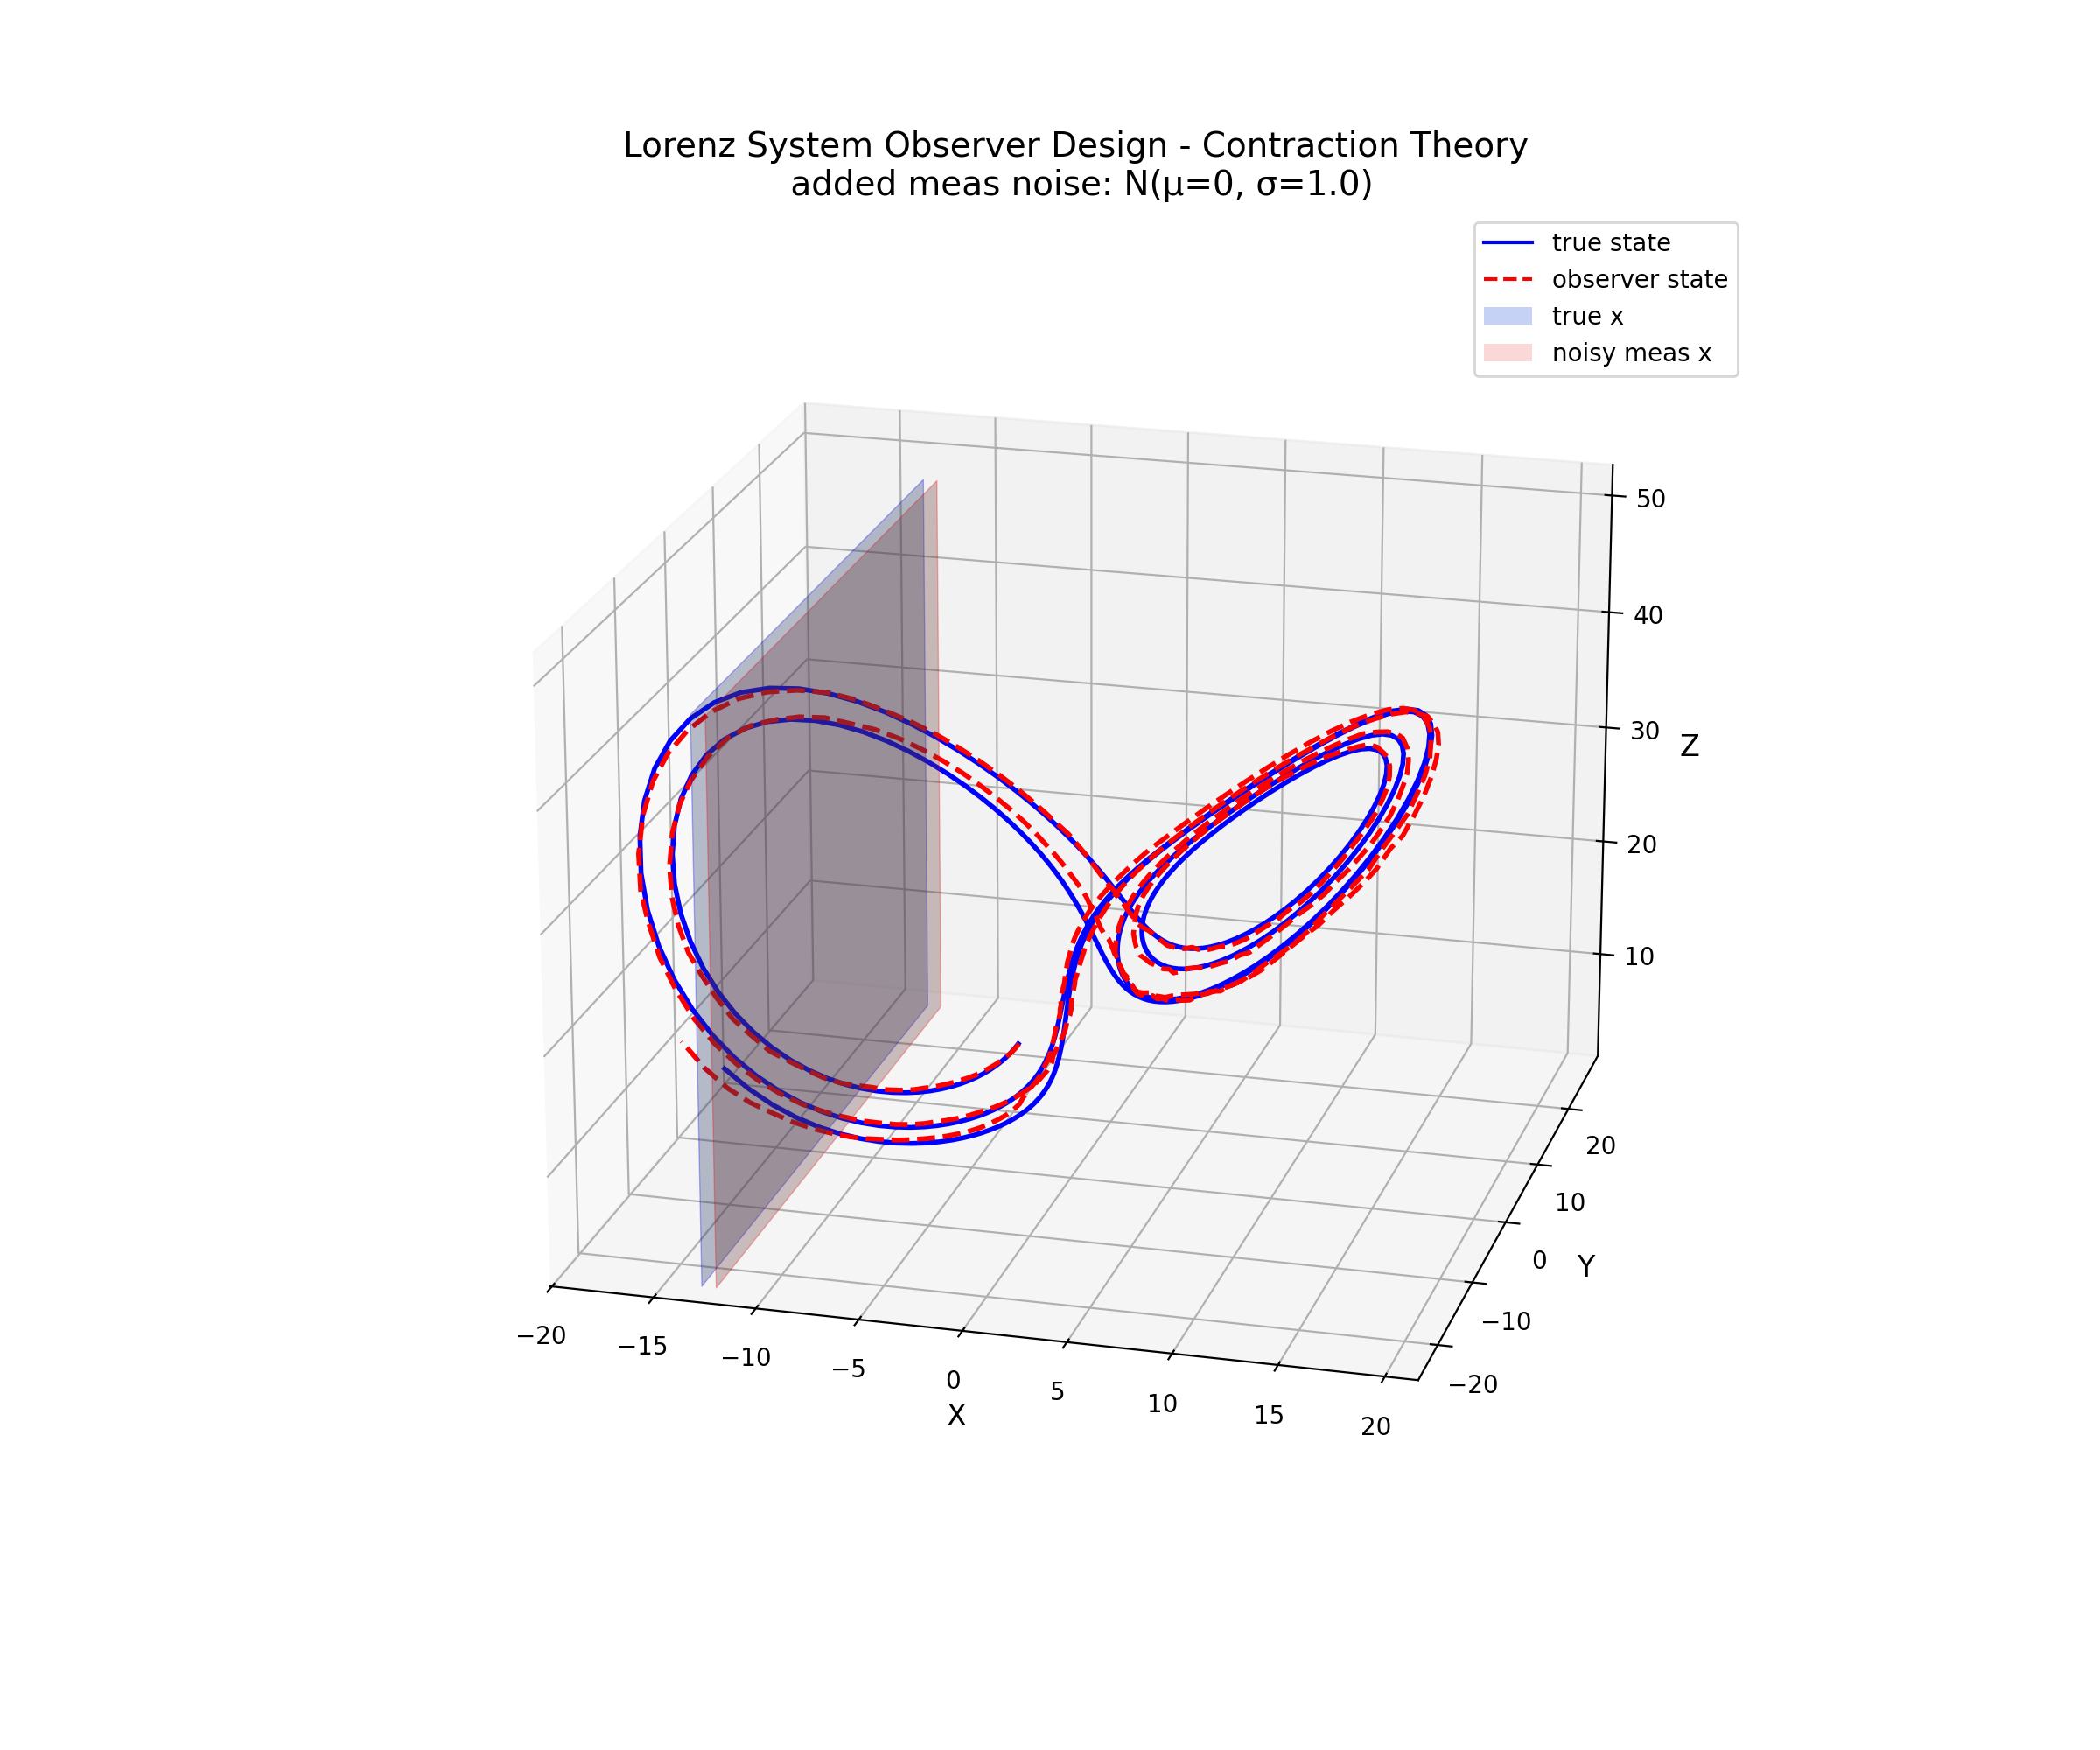 Lorenz System Observer Design - Contraction Theory
added meas noise: N(μ=0, σ=1.0)
true state
observer state
true x
noisy meas x
50
40
30
Z
20
10
20
10
0
Y
−10
−20
−20
−15
−10
−5
0
5
10
15
20
X